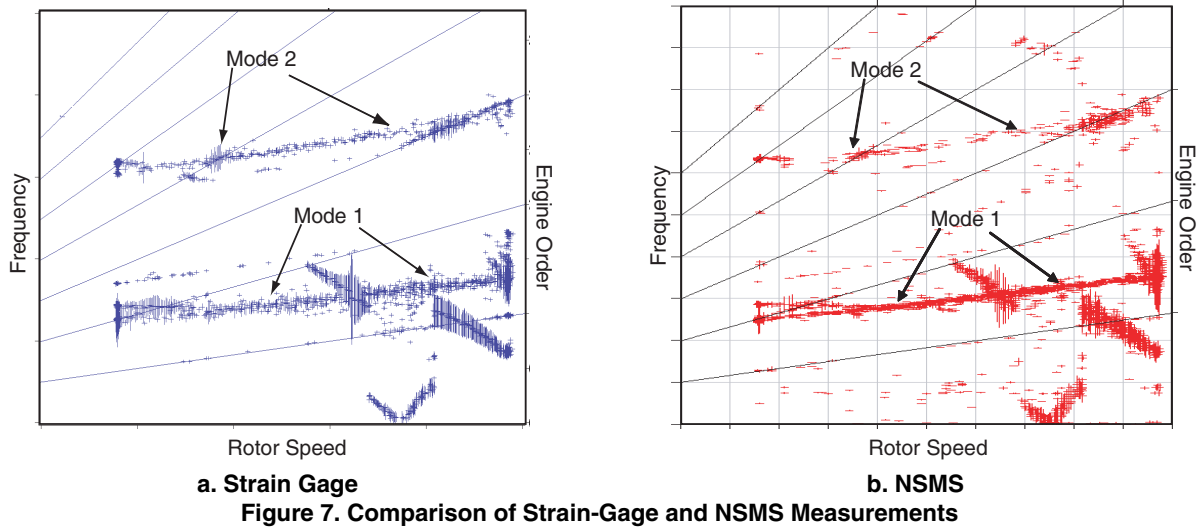 Mode 2
Mode 1
Frequency
Engine Order
Rotor Speed
a. Strain Gage
Mode 2
Mode 1
Frequency
Engine Order
Rotor Speed
b. NSMS
Figure 7. Comparison of Strain-Gage and NSMS Measurements